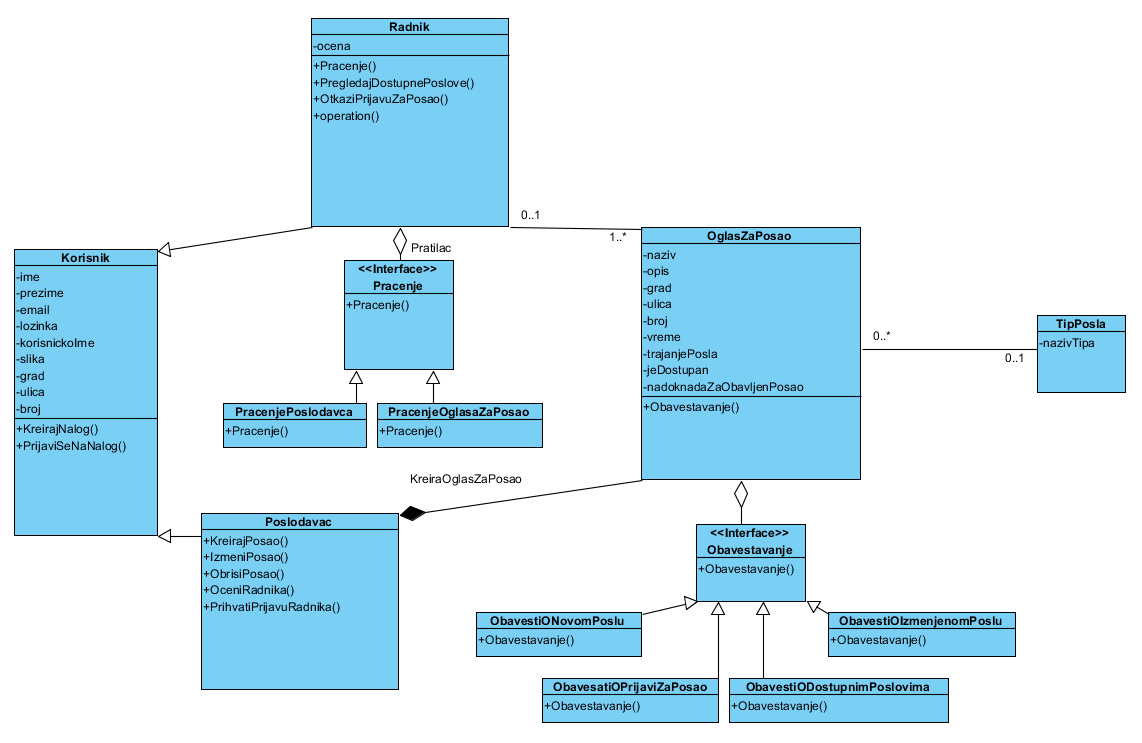 Radnik
-ocena
+Pracenje()
+PregledajDostupnePoslove()
+OtkaziPrijavuZaPosao()
+operation()
0..1
1..*
Pratilac
Korisnik
-ime
-prezime
-email
-lozinka
-korisnickoIme
-slika
-grad
-ulica
-broj
+KreirajNalog()
+PrijaviSeNaNalog()
<<Interface>>
Pracenje
+Pracenje()
PracenjePoslodavca
+Pracenje()
PracenjeOglasaZaPosao
+Pracenje()
OglasZaPosao
-naziv
-opis
-grad
-ulica
-broj
-vreme
-trajanjePosla
-jeDostupan
-nadoknadaZaObavljenPosao
+Obavestavanje()
0..*
0..1
TipPosla
-nazivTipa
KreiraOglasZaPosao
Poslodavac
+KreirajPosao()
+IzmeniPosao()
+ObrisiPosao()
+OceniRadnika()
+PrihvatiPrijavuRadnika()
<<Interface>>
Obavestavanje
+Obavestavanje()
ObavestiONovomPoslu
+Obavestavanje()
ObavestiOIzmenjenomPoslu
+Obavestavanje()
ObavesatiOPrijaviZaPosao
+Obavestavanje()
ObavestiODostupnimPoslovima
+Obavestavanje()